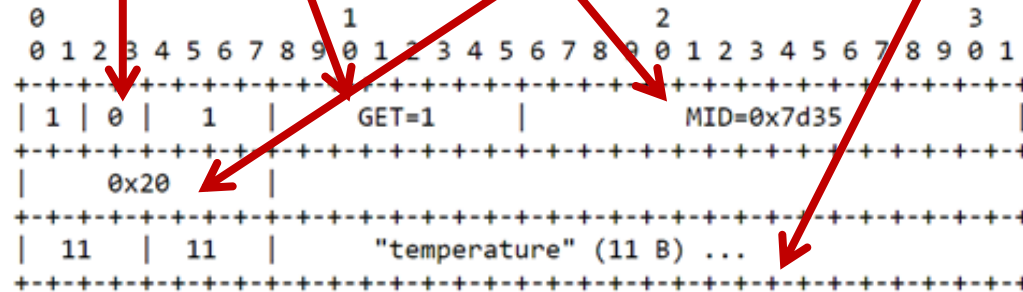 0 1 2 3
0 1 2 3 4 5 6 7 8 9 0 1 2 3 4 5 6 7 8 9 0 1 2 3 4 5 6 7 8 9 0 1
+-+-+-+-+-+-+-+-+-+-+-+-+-+-+-+-+-+-+-+-+-+-+-+-+-+-+-+-+-+-+-+-
| 1 | 0 | 1 | GET=1 | MID=0x7d35 |
+-+-+-+-+-+-+-+-+-+-+-+-+-+-+-+-+-+-+-+-+-+-+-+-+-+-+-+-+-+-+-+-
| 0x20 |
+-+-+-+-+-+-+-+-+-+-+-+-+-+-+-+-+-+-+-+-+-+-+-+-+-+-+-+-+-+-+-+-
| 11 | 11 | "temperature" (11 B) ...
+-+-+-+-+-+-+-+-+-+-+-+-+-+-+-+-+-+-+-+-+-+-+-+-+-+-+-+-+-+-+-+-